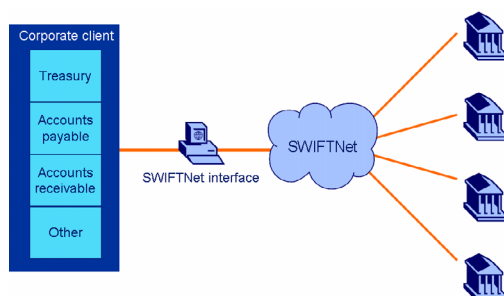 Corporate client
Treasury
Accounts
payable
Accounts
receivable
Other
SWIFTNet interface
SWIFTNet